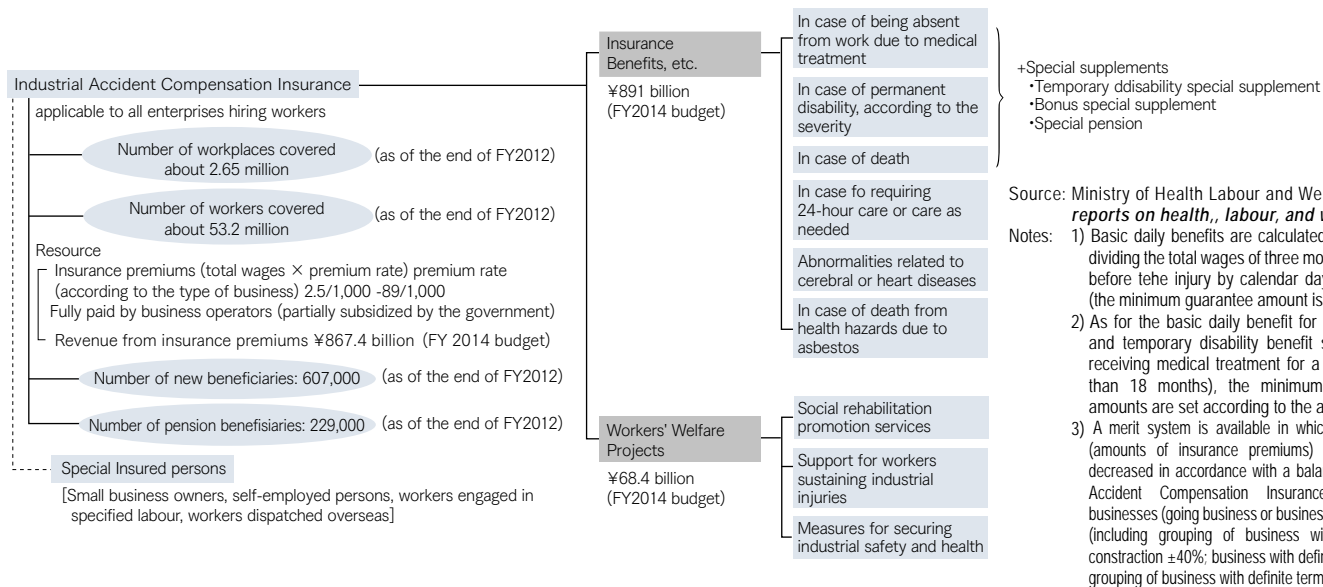 Industrial Accident Compensation Insurance
applicable to all enterprises hiring workers
Number of workplaces covered
about 2.65 million
(as of the end of FY2012)
Number of workers covered
about 53.2 million
(as of the end of FY2012)
Resource
Insurance premiums (total wages × premium rate) premium rate
(according to the type of business) 2.5/1,000 -89/1,000
Fully paid by business operators (partially subsidized by the government)
Revenue from insurance premiums ¥867.4 billion (FY 2014 budget)
Number of new beneficiaries: 607,000 (as of the end of FY2012)
Number of pension benefisiaries: 229,000 (as of the end of FY2012)
Special Insured persons
[Small business owners, self-employed persons, workers engaged in
specified labour, workers dispatched overseas]
Insurance
Benefits, etc.
¥891 billion
(FY2014 budget)
In case of being absent
from work due to medical
treatment
In case of permanent
disability, according to the
severity
In case of death
In case fo requiring
24-hour care or care as
needed
Abnormalities related to
cerebral or heart diseases
In case of death from
health hazards due to
asbestos
+Special supplements
•Temporary ddisability special supplement
•Bonus special supplement
•Special pension
Workers' Welfare
Projects
¥68.4 billion
(FY2014 budget)
Social rehabilitation
promotion services
Support for workers
sustaining industrial
injuries
Measures for securing
industrial safety and health
Source: Ministry of Health Labour and
reports on health,, labour, and
Notes: 1) Basic daily benefits are calculated
dividing the total wages of three
before tehe injury by calendar
(the minimum guarantee amount is
2) As for the basic daily benefit for
and temporary disability benefit
receiving medical treatment for a
than 18 months), the minimum
amounts are set according to the
3) A merit system is available in
(amounts of insurance premiums)
decreased in accordance with a
Accident Compensation Insurance
businesses (going business or
(including grouping of business
constraction ±40%; business with
grouping of business with definite